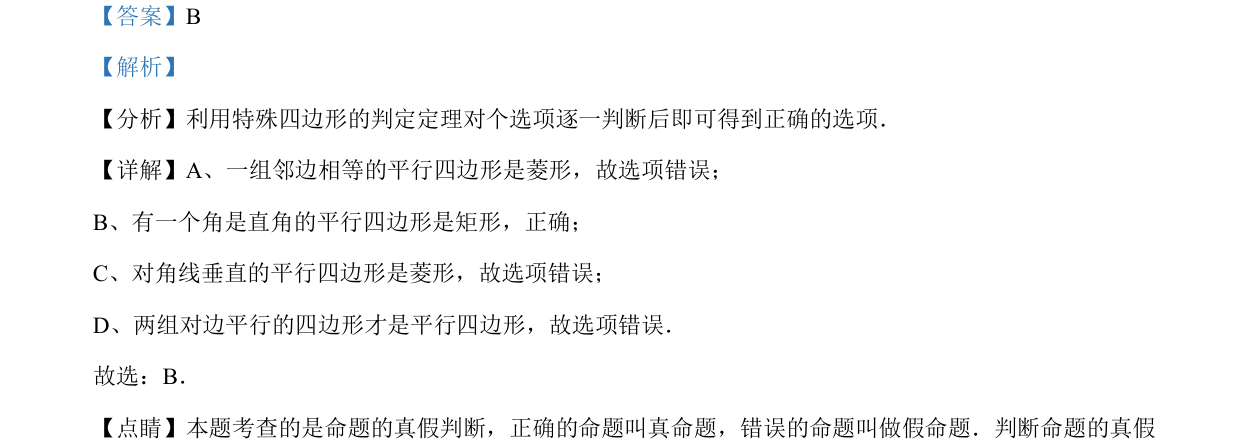 【答案】B
【解析】
【分析】利用特殊四边形的判定定理对个选项逐一判断后即可得到正确的选项．
【详解】A、一组邻边相等的平行四边形是菱形，故选项错误；
B、有一个角是直角的平行四边形是矩形，正确；
C、对角线垂直的平行四边形是菱形，故选项错误；
D、两组对边平行的四边形才是平行四边形，故选项错误．
故选：B．
【点睛】本题考查的是命题的真假判断，正确的命题叫真命题，错误的命题叫做假命题．判断命题的真假